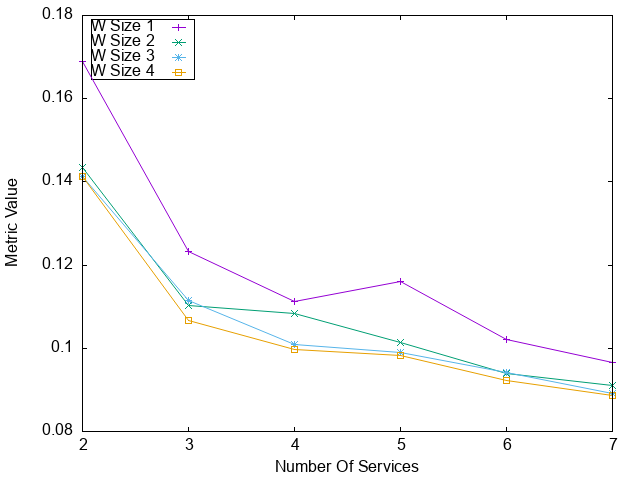 0.18
W Size 1
W Size 2
W Size 3
W Size 4
0.16
0.14
0.12
0.1
0.08
Metric Value
2 3 4 5 6 7
Number Of Services